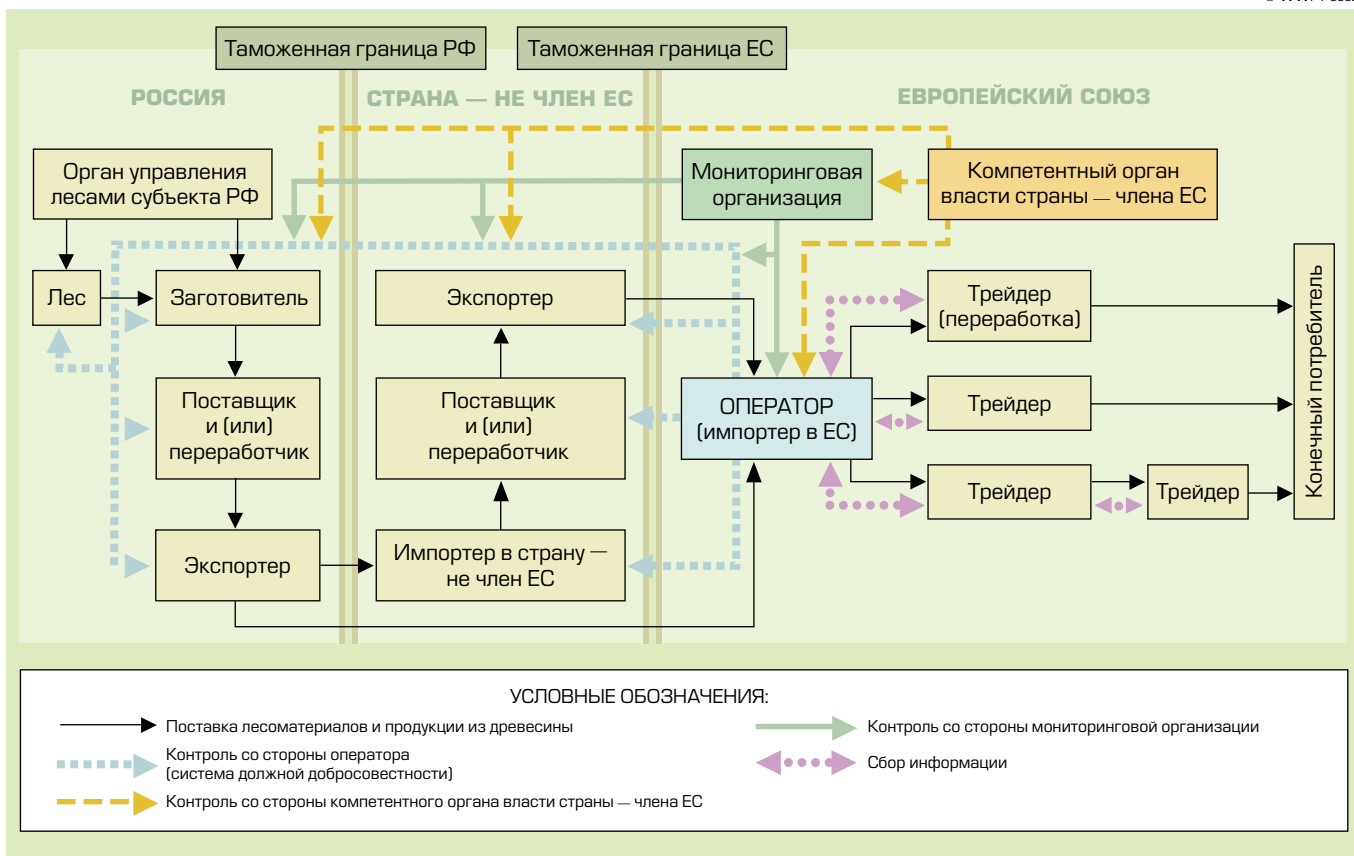 Таможенная граница РФ
Таможенная граница ЕС
РОССИЯ
СТРАНА — НЕ ЧЛЕН ЕС
ЕВРОПЕЙСКИЙ СОЮЗ
Орган управления
лесами субъекта РФ
Мониторинговая
организация
Компетентный орган
власти страны — члена ЕС
Лес
Заготовитель
Экспортер
Трейдер
(переработка)
Поставщик
и (или)
переработчик
Поставщик
и (или)
переработчик
ОПЕРАТОР
(импортер в ЕС)
Трейдер
Конечный потребитель
Экспортер
Импортер в страну —
не член ЕС
Трейдер
Трейдер
УСЛОВНЫЕ ОБОЗНАЧЕНИЯ:
Поставка лесоматериалов и продукции из древесины
Контроль со стороны оператора
(система должной добросовестности)
Контроль со стороны компетентного органа власти страны — члена ЕС
Контроль со стороны мониторинговой организации
Сбор информации